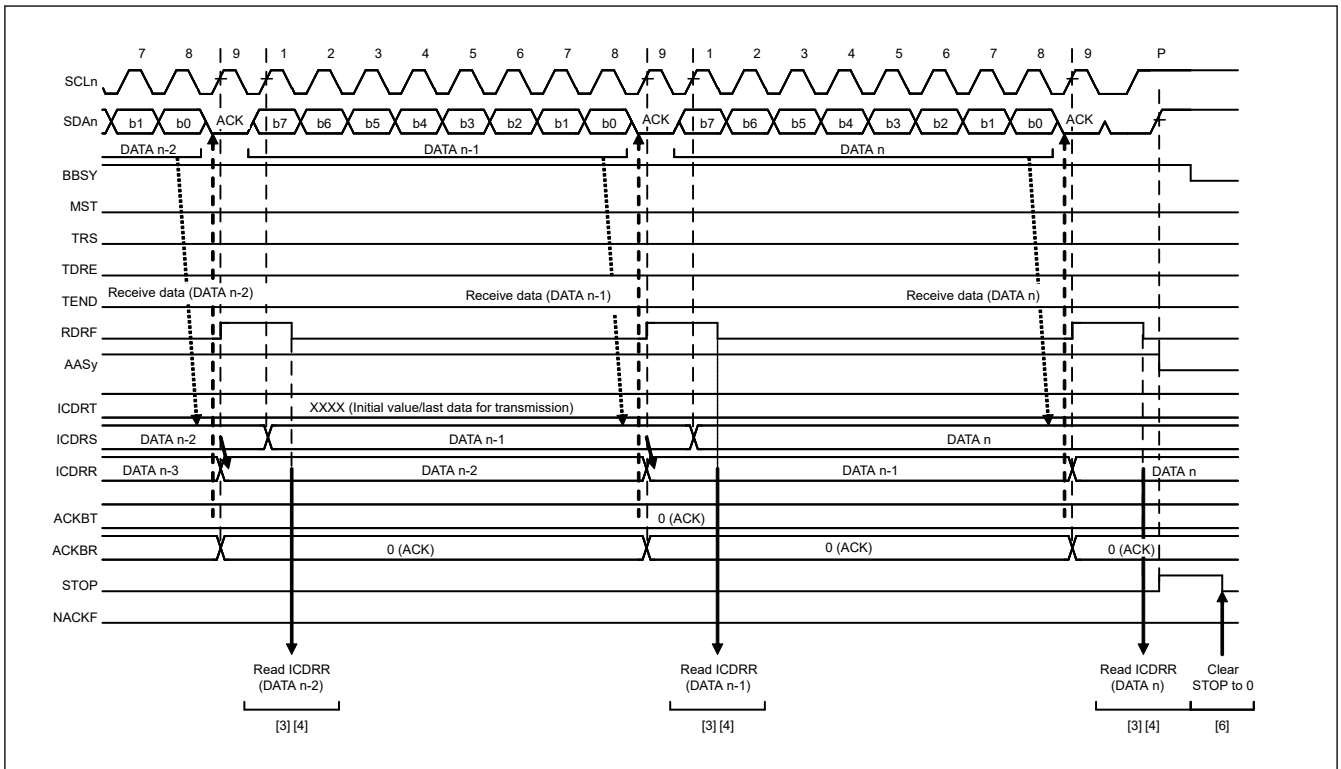 7 8 9 1 2 3 4 5 6 7 8 9 1 2 3 4 5 6 7 8 9 P
SCLn
SDAn b1 b0 ACK b7 b6 b5 b4 b3 b2 b1 b0 ACK b7 b6 b5 b4 b3 b2 b1 b0 ACK
DATA n-2 DATA n-1 DATA n
BBSY
MST
TRS
TDRE
Receive data (DATA n-2) Receive data (DATA n-1) Receive data (DATA n)
TEND
RDRF
AASy
ICDRT XXXX (Initial value/last data for transmission)
ICDRS DATA n-2 DATA n-1 DATA n
ICDRR DATA n-3 DATA n-2 DATA n-1 DATA n
ACKBT 0 (ACK)
ACKBR 0 (ACK) 0 (ACK) 0 (ACK)
STOP
NACKF
Read ICDRR Read ICDRR Read ICDRR Clear
(DATA n-2) (DATA n-1) (DATA n) STOP to 0
[3] [4] [3] [4] [3] [4] [6]